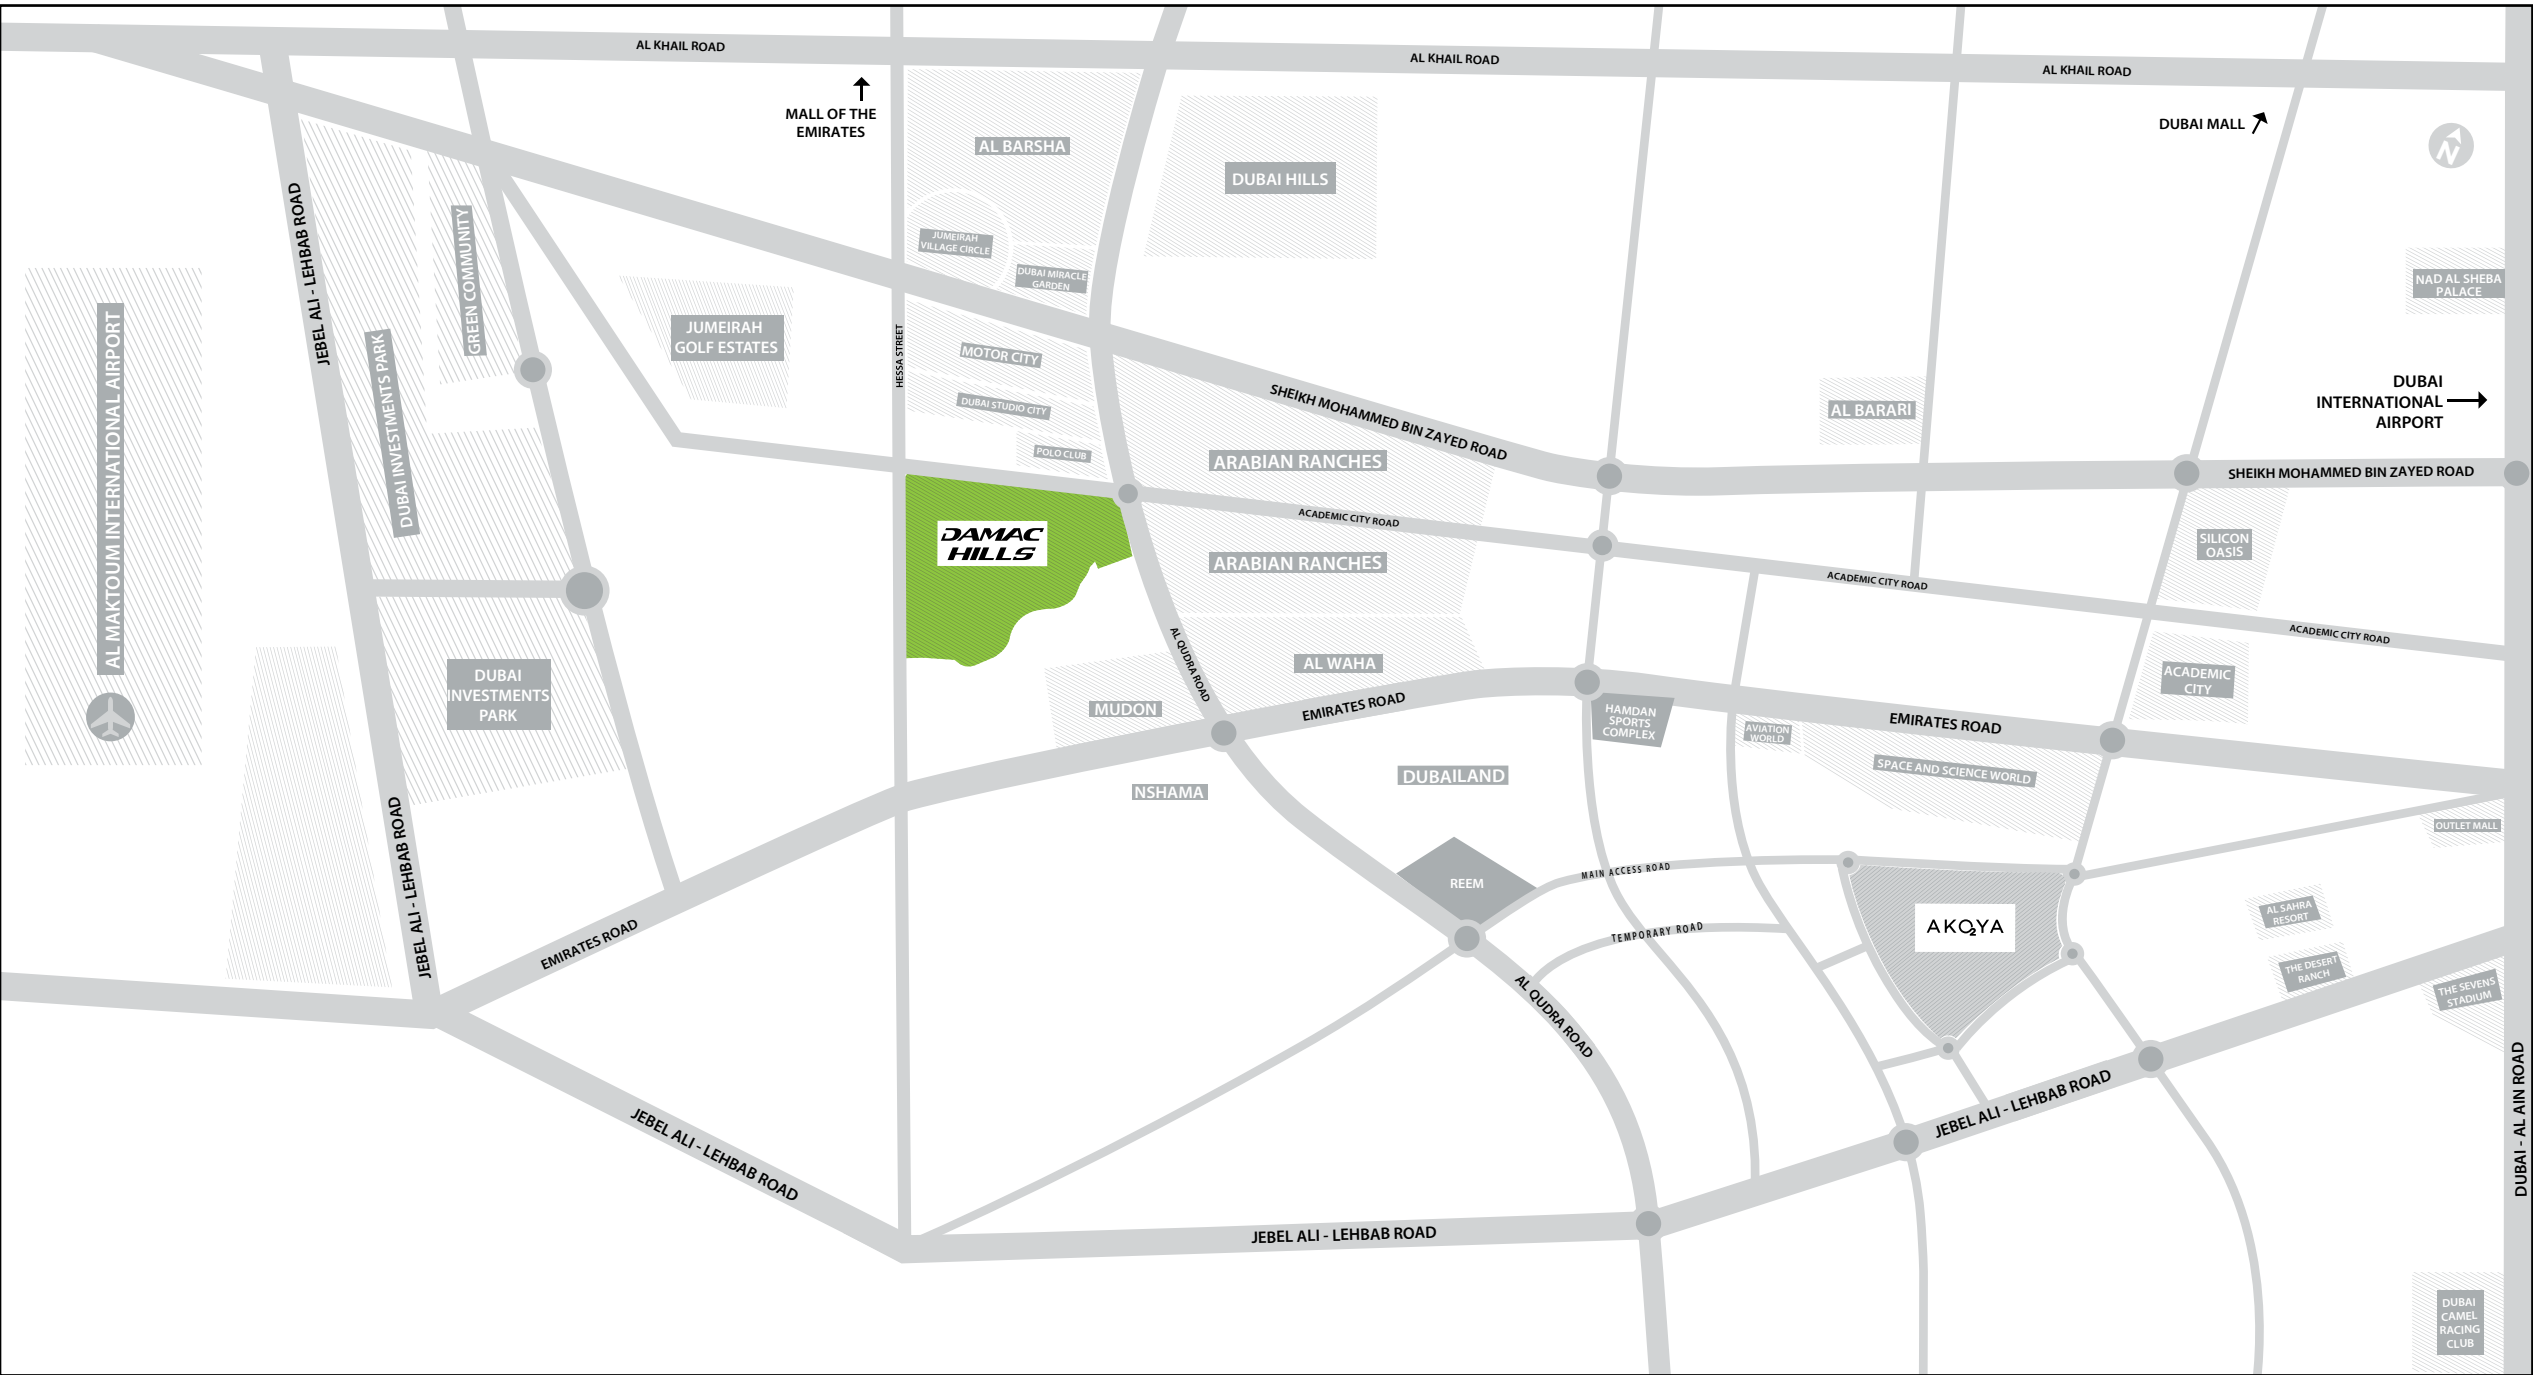 AL KHAIL ROAD
AL KHAIL ROAD
AL KHAIL ROAD
MALL OF THE
EMIRATES
DUBAI MALL
N
AL BARSHA
DUBAI HILLS
JEBEL ALI - LEHBAB ROAD
GREEN COMMUNITY
JUMEIRAH
VILLAGE CIRCLE
DUBAI MIRACLE
GARDEN
NAD AL SHEBA
PALACE
AL MAKTOUM INTERNATIONAL AIRPORT
DUBAI INVESTMENTS PARK
JUMEIRAH
GOLF ESTATES
HESSA STREET
MOTOR CITY
DUBAI STUDIO CITY
POLO CLUB
SHEIKH MOHAMMED BIN ZAYED ROAD
AL BARARI
DUBAI
INTERNATIONAL
AIRPORT
ARABIAN RANCHES
SHEIKH MOHAMMED BIN ZAYED ROAD
ACADEMIC CITY ROAD
DAMAC
HILLS
ARABIAN RANCHES
SILICON
OASIS
ACADEMIC CITY ROAD
ACADEMIC CITY ROAD
AL QUDRA ROAD
AL WAHA
ACADEMIC
CITY
DUBAI
INVESTMENTS
PARK
MUDON
EMIRATES ROAD
HAMDAN
SPORTS
COMPLEX
AVIATION
WORLD
EMIRATES ROAD
SPACE AND SCIENCE WORLD
DUBAILAND
NSHAMA
OUTLET MALL
JEBEL ALI - LEHBAB ROAD
REEM
MAIN ACCESS ROAD
TEMPORARY ROAD
AKO2YA
AL SAHRA
RESORT
EMIRATES ROAD
THE DESERT
RANCH
THE SEVENS
STADIUM
AL QUDRA ROAD
JEBEL ALI - LEHBAB ROAD
JEBEL ALI - LEHBAB ROAD
DUBAI - AL AIN ROAD
JEBEL ALI - LEHBAB ROAD
DUBAI
CAMEL
RACING
CLUB